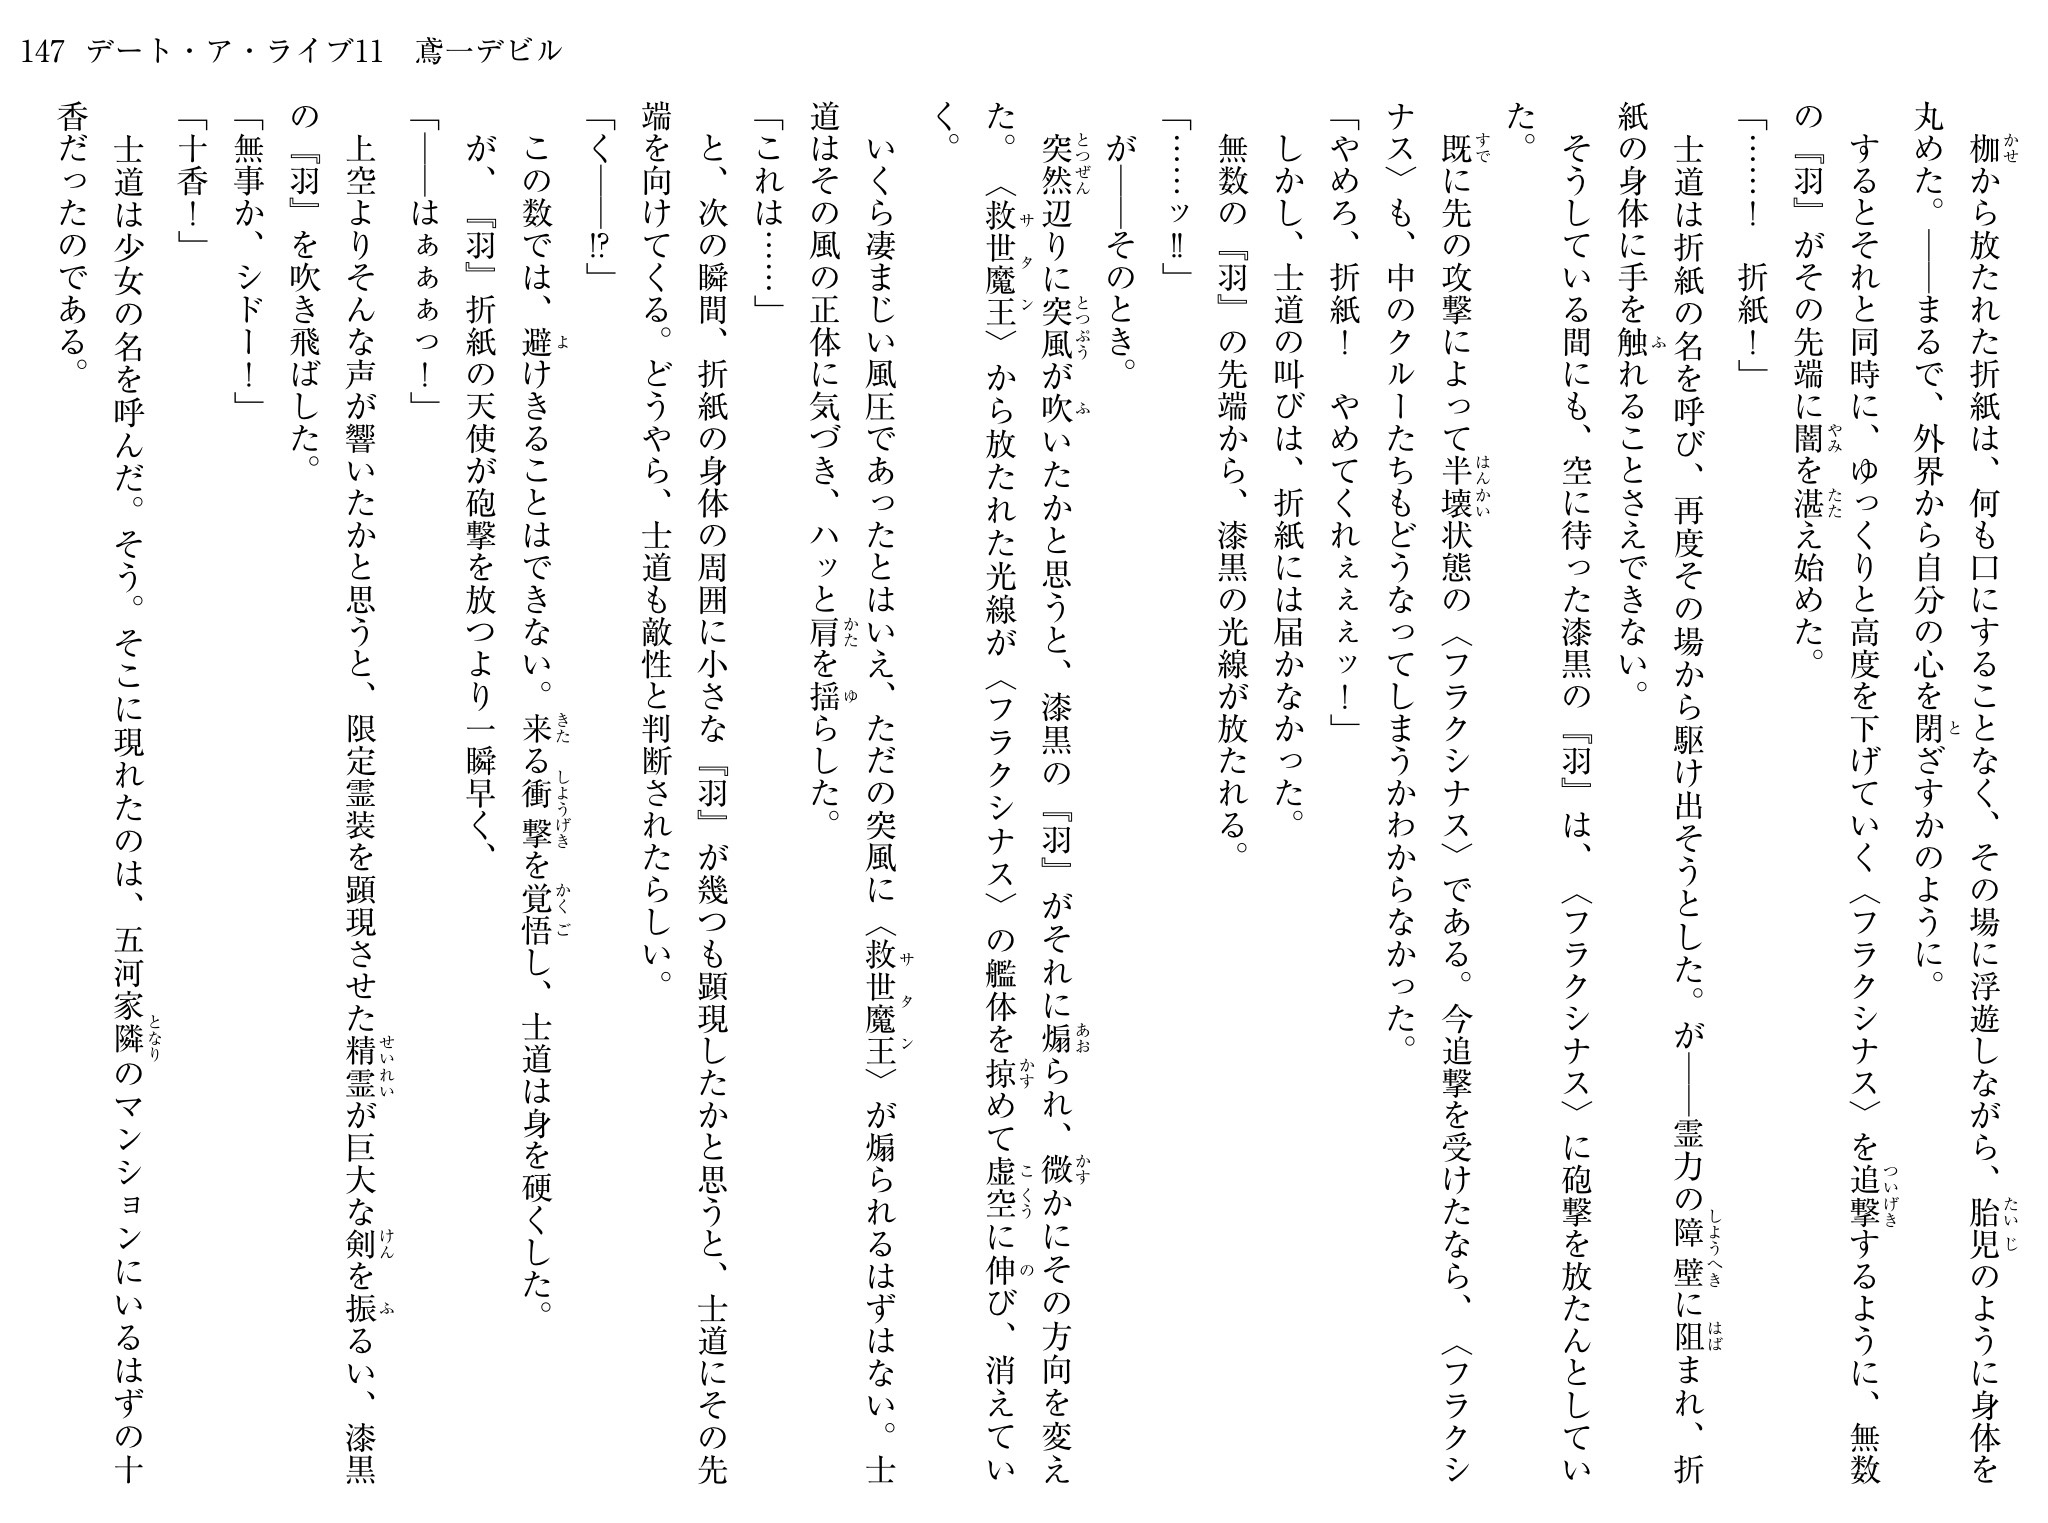 147 デート・ア・ライブ11 鳶一デビル
　枷から放たれた折紙は、何も口にすることなく、その場に浮遊しながら、胎児のように身体を
丸めた。――まるで、外界から自分の心を閉ざすかのように。
　するとそれと同時に、ゆっくりと高度を下げていく〈フラクシナス〉を追撃するように、無数
の『羽』がその先端に闇を湛え始めた。
「……！　折紙！」
　士道は折紙の名を呼び、再度その場から駆け出そうとした。が――霊力の障壁に阻まれ、折
紙の身体に手を触れることさえできない。
　そうしている間にも、空に待った漆黒の『羽』は、〈フラクシナス〉に砲撃を放たんとしてい
た。
　既に先の攻撃によって半壊状態の〈フラクシナス〉である。今追撃を受けたなら、〈フラクシ
ナス〉も、中のクルーたちもどうなってしまうかわからなかった。
「やめろ、折紙！　やめてくれぇぇぇッ！」
　しかし、士道の叫びは、折紙には届かなかった。
　無数の『羽』の先端から、漆黒の光線が放たれる。
「……ッ‼」
　が――そのとき。
　突然辺りに突風が吹いたかと思うと、漆黒の『羽』がそれに煽られ、微かにその方向を変え
た。〈救世魔王〉から放たれた光線が〈フラクシナス〉の艦体を掠めて虚空に伸び、消えてい
く。
　いくら凄まじい風圧であったとはいえ、ただの突風に〈救世魔王〉が煽られるはずはない。士
道はその風の正体に気づき、ハッと肩を揺らした。
「これは……」
　と、次の瞬間、折紙の身体の周囲に小さな『羽』が幾つも顕現したかと思うと、士道にその先
端を向けてくる。どうやら、士道も敵性と判断されたらしい。
「く――⁉」
　この数では、避けきることはできない。来る衝撃を覚悟し、士道は身を硬くした。
　が、『羽』折紙の天使が砲撃を放つより一瞬早く、
「――はぁぁぁっ！」
　上空よりそんな声が響いたかと思うと、限定霊装を顕現させた精霊が巨大な剣を振るい、漆黒
の『羽』を吹き飛ばした。
「無事か、シドー！」
「十香！」
　士道は少女の名を呼んだ。そう。そこに現れたのは、五河家隣のマンションにいるはずの十
香だったのである。